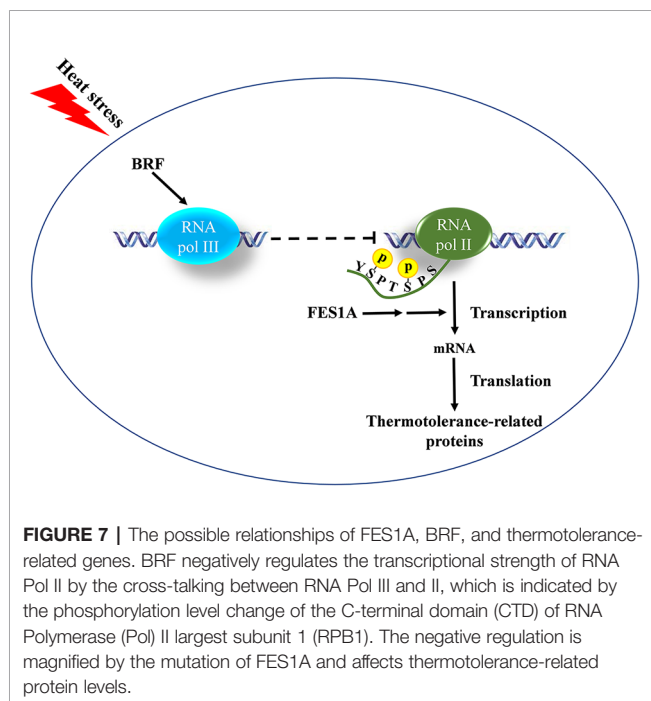 Heat stress
BRF
RNA
pol III
RNA
pol II
p
p
YSPTSPS
FES1A
Transcription
mRNA
Translation
Thermotolerance-related
proteins
FIGURE 7 | The possible relationships of FES1A, BRF, and thermotolerance-
related genes. BRF negatively regulates the transcriptional strength of RNA
Pol II by the cross-talking between RNA Pol III and II, which is indicated by
the phosphorylation level change of the C-terminal domain (CTD) of RNA
Polymerase (Pol) II largest subunit 1 (RPB1). The negative regulation is
magnified by the mutation of FES1A and affects thermotolerance-related
protein levels.